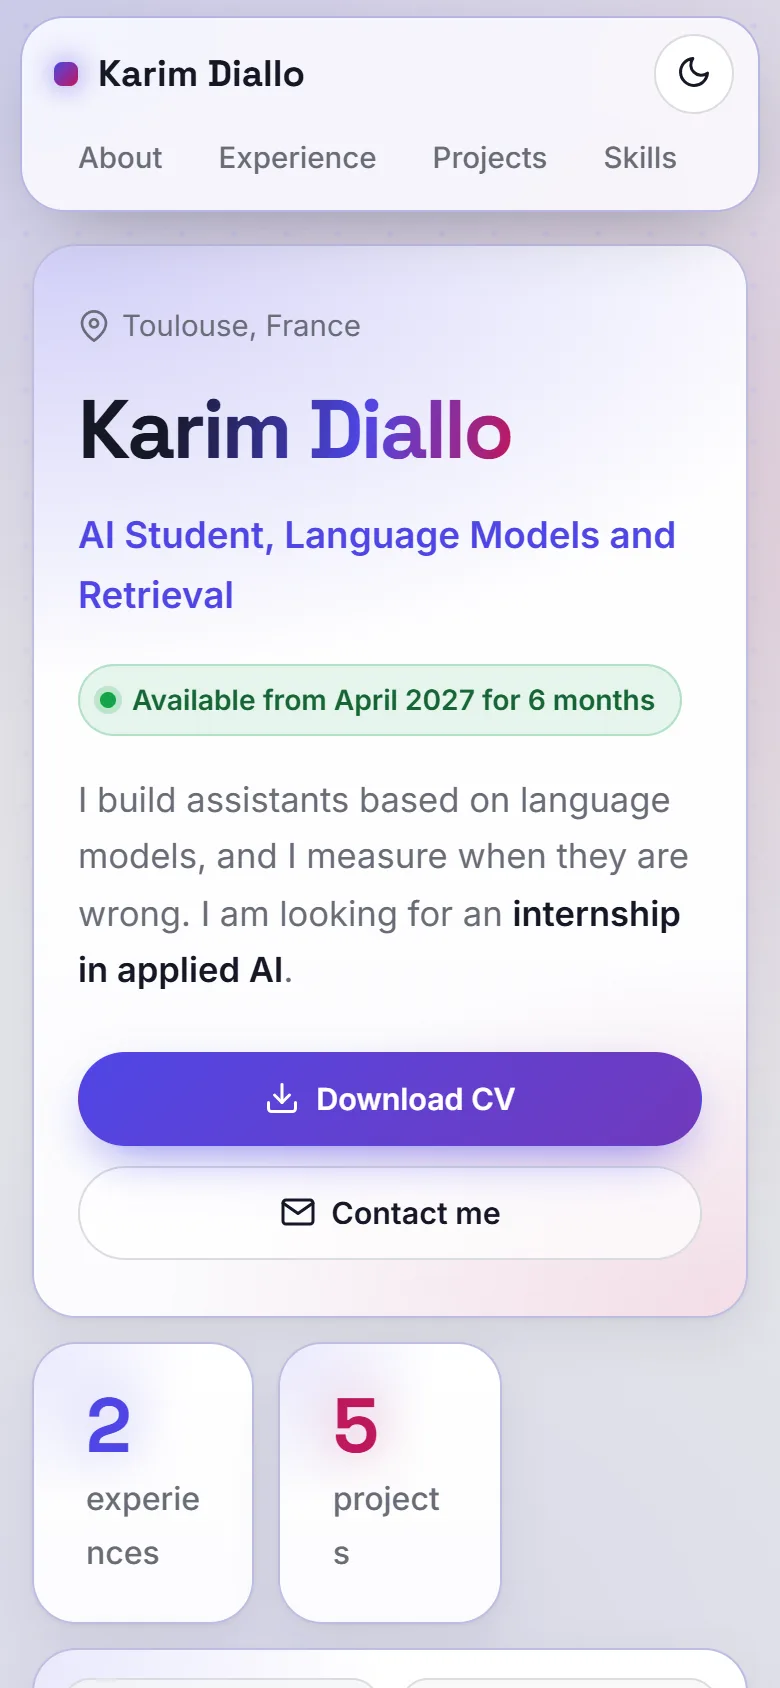 Karim Diallo
About Experience Projects Skills
Toulouse, France
Karim Diallo
AI Student, Language Models and
Retrieval
Available from April 2027 for 6 months
I build assistants based on language
models, and I measure when they are
wrong. I am looking for an internship
in applied AI.
Download CV
Contact me
2
experie
nces
5
project
s